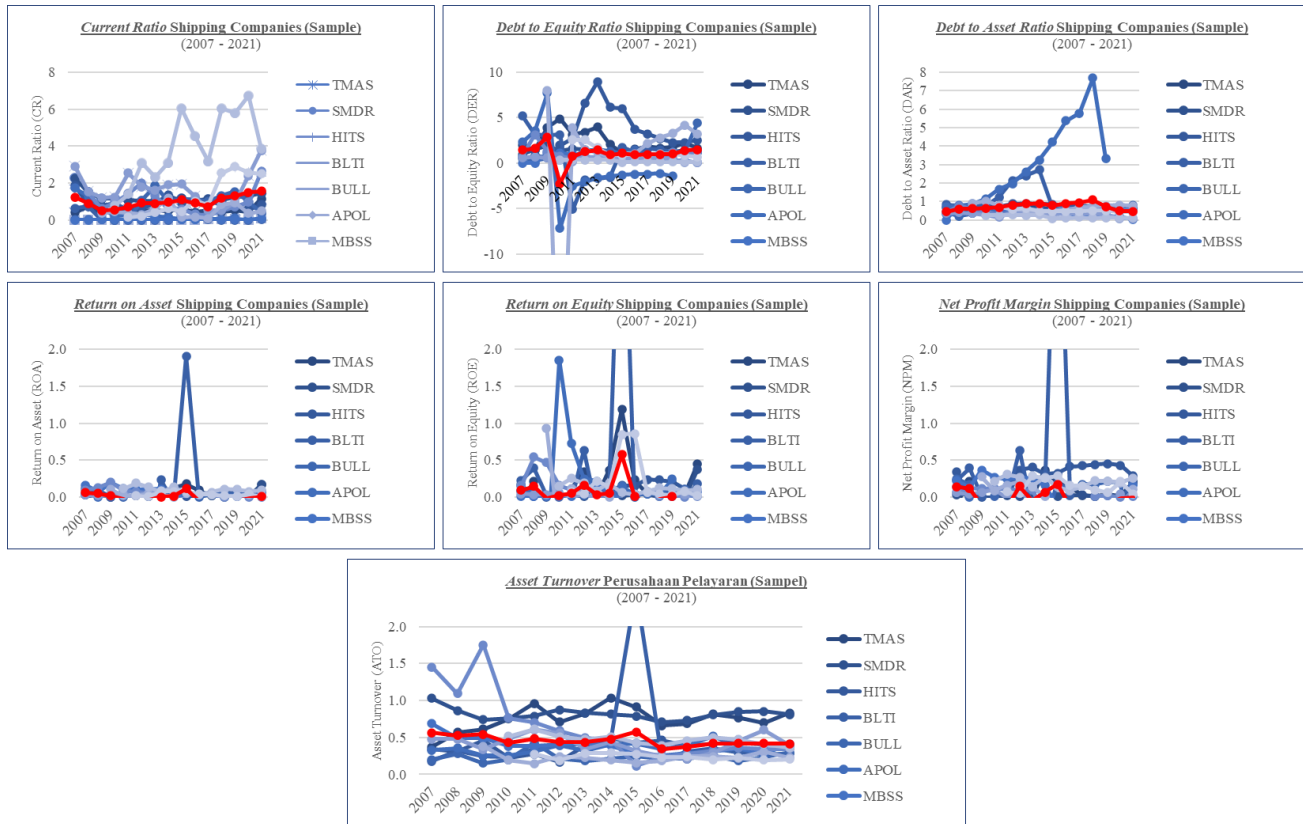 Current Ratio Shipping Companies (Sample)
(2007 - 2021)
Current Ratio (CR)
8
6
4
2
0
2007
2009
2011
2013
2015
2017
2019
2021
TMAS
SMDR
HITS
BLTI
BULL
APOL
MBSS
Debt to Equity Ratio Shipping Companies (Sample)
(2007 - 2021)
Debt to Equity Ratio (DER)
10
5
0
-5
-10
2007
2009
2011
2013
2015
2017
2019
2021
TMAS
SMDR
HITS
BLTI
BULL
APOL
MBSS
Debt to Asset Ratio Shipping Companies (Sample)
(2007 - 2021)
Debt to Asset Ratio (DAR)
8
7
6
5
4
3
2
1
0
2007
2009
2011
2013
2015
2017
2019
2021
TMAS
SMDR
HITS
BLTI
BULL
APOL
MBSS
Return on Asset Shipping Companies (Sample)
(2007 - 2021)
Return on Asset (ROA)
2.0
1.5
1.0
0.5
0.0
2007
2009
2011
2013
2015
2017
2019
2021
TMAS
SMDR
HITS
BLTI
BULL
APOL
MBSS
Return on Equity Shipping Companies (Sample)
(2007 - 2021)
Return on Equity (ROE)
2.0
1.5
1.0
0.5
0.0
2007
2009
2011
2013
2015
2017
2019
2021
TMAS
SMDR
HITS
BLTI
BULL
APOL
MBSS
Net Profit Margin Shipping Companies (Sample)
(2007 - 2021)
Net Profit Margin (NPM)
2.0
1.5
1.0
0.5
0.0
2007
2009
2011
2013
2015
2017
2019
2021
TMAS
SMDR
HITS
BLTI
BULL
APOL
MBSS
Asset Turnover Perusahaan Pelayaran (Sampel)
(2007 - 2021)
Asset Turnover (ATO)
2.0
1.5
1.0
0.5
0.0
2007
2008
2009
2010
2011
2012
2013
2014
2015
2016
2017
2018
2019
2020
2021
TMAS
SMDR
HITS
BLTI
BULL
APOL
MBSS